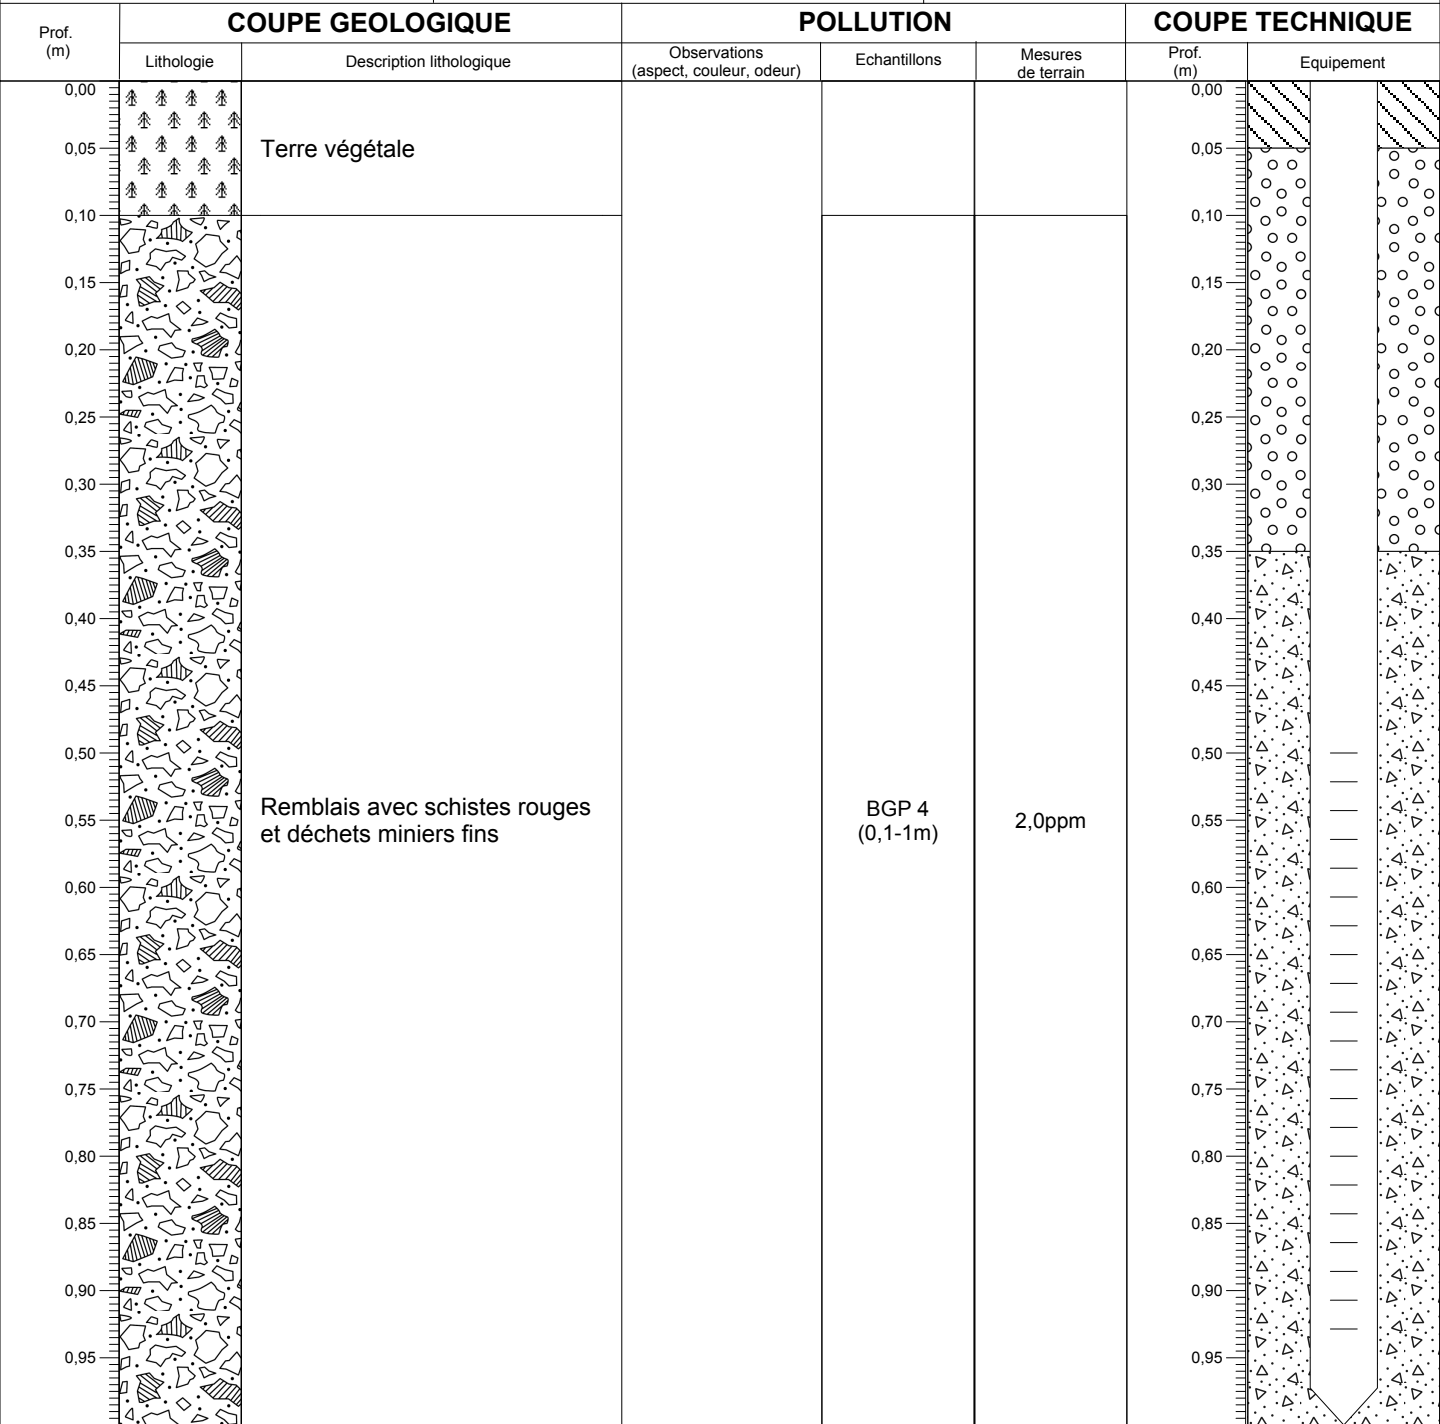 Prof.
(m)
COUPE GEOLOGIQUE
POLLUTION
COUPE TECHNIQUE
Lithologie
Description lithologique
Observations
(aspect, couleur, odeur)
Echantillons
Mesures
de terrain
Prof.
(m)
Equipement
0,00
0,05
0,10
0,15
0,20
0,25
0,30
0,35
0,40
0,45
0,50
0,55
0,60
0,65
0,70
0,75
0,80
0,85
0,90
0,95
Terre végétale
Remblais avec schistes rouges
et déchets miniers fins
BGP 4
(0,1-1m)
2,0ppm
0,00
0,05
0,10
0,15
0,20
0,25
0,30
0,35
0,40
0,45
0,50
0,55
0,60
0,65
0,70
0,75
0,80
0,85
0,90
0,95